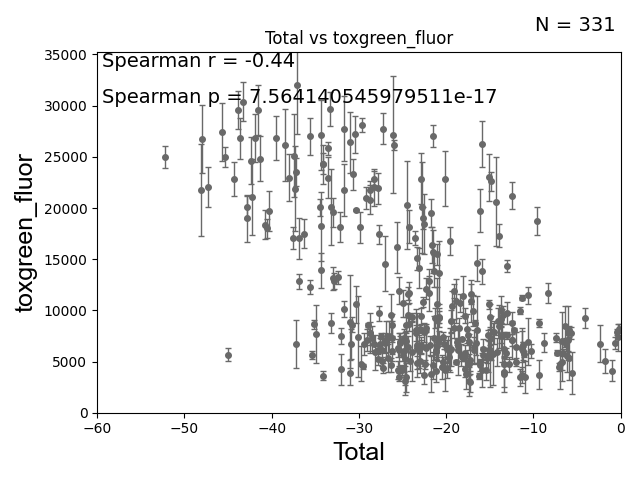 N = 331
Total vs toxgreen_fluor
Spearman r = -0.44
Spearman p = 7.564140545979511e-17
35000
30000
25000
20000
15000
10000
5000
0
toxgreen_fluor
−60
−50
−40
−30
−20
−10
0
Total